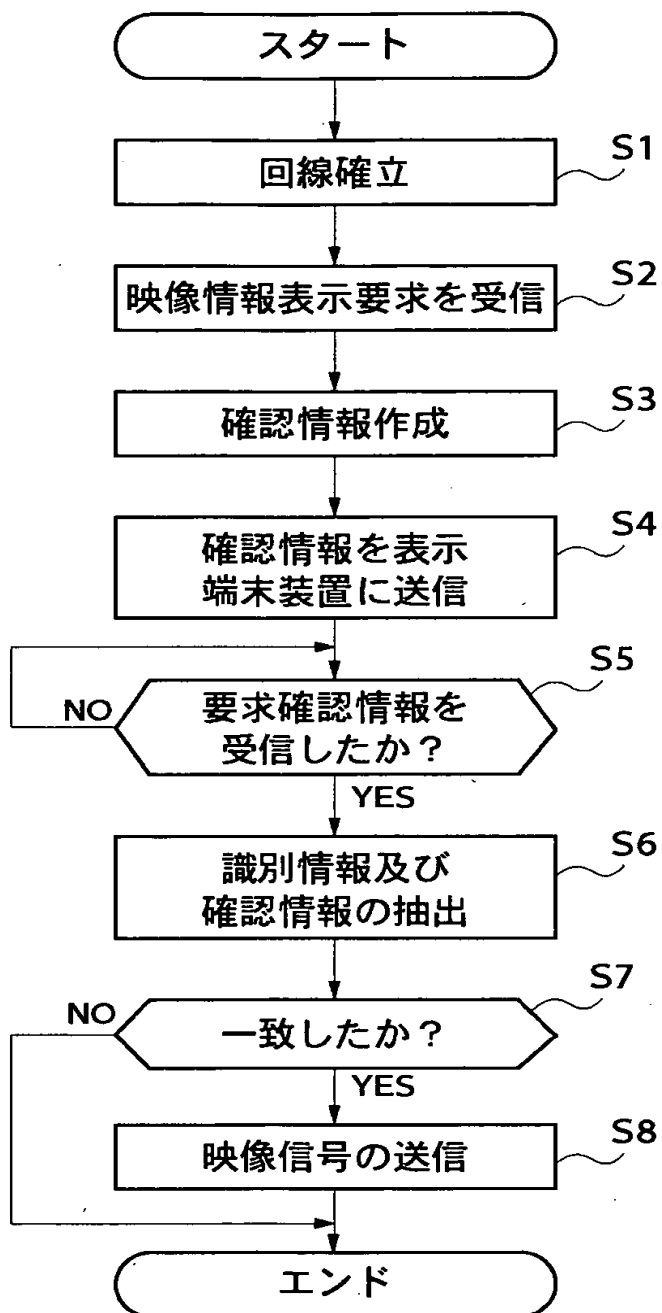 スタート
回線確立
S1
映像情報表示要求を受信
S2
確認情報作成
S3
確認情報を表示
端末装置に送信
S4
要求確認情報を
受信したか？
S5
NO
YES
識別情報及び
確認情報の抽出
S6
一致したか？
S7
NO
YES
映像信号の送信
S8
エンド